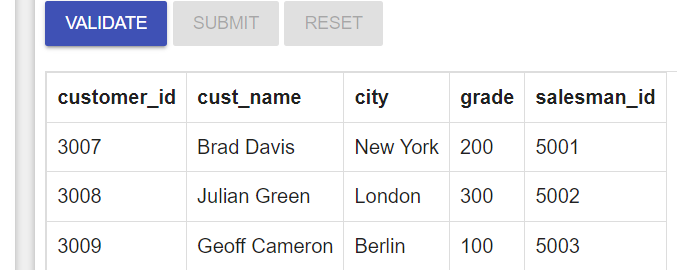 VALIDATE SUBMIT RESET
customer_id cust_name city grade salesman_id
3007 Brad Davis New York 200 5001
3008 Julian Green London 300 5002
3009 Geoff Cameron Berlin 100 5003